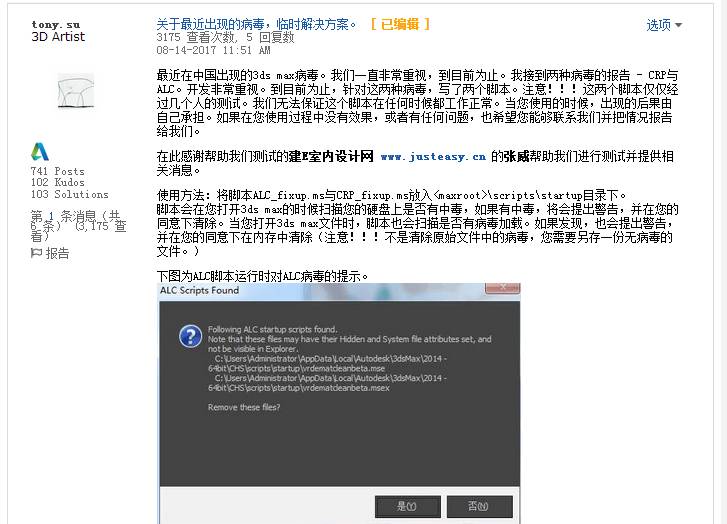 tony.su
3D Artist
741 Posts
102 Kudos
103 Solutions
第 1 条消息（共
6 条） (3,175 查
看)
报告
关于最近出现的病毒，临时解决方案。 [ 已编辑 ]
选项
3175 查看次数, 5 回复数
08-14-2017 11:51 AM
最近在中国出现的3ds max病毒。我们一直非常重视，到目前为止。我接到两种病毒的报告 - CRP与
ALC。开发非常重视。到目前为止，针对这两种病毒，写了两个脚本。注意！！！这两个脚本仅仅经
过几个人的测试。我们无法保证这个脚本在任何时候都工作正常。当您使用的时候，出现的后果由
自己承担。如果在您使用过程中没有效果，或者有任何问题，也希望您能够联系我们并把情况报告
给我们。
在此感谢帮助我们测试的建E室内设计网 www.justeasy.cn 的张威帮助我们进行测试并提供相
关消息。
使用方法：将脚本ALC_fixup.ms与CRP_fixup.ms放入<maxroot>\scripts\startup目录下。
脚本会在您打开3ds max的时候扫描您的硬盘上是否有中毒，如果有中毒，将会提出警告，并在您的
同意下清除。当您打开3ds max文件时，脚本也会扫描是否有病毒加载。如果发现，也会提出警告，
并在您的同意下在内存中清除（注意！！！不是清除原始文件中的病毒，您需要另存一份无病毒的
文件。）
下图为ALC脚本运行时对ALC病毒的提示。
ALC Scripts Found
Following ALC startup scripts found.
Note that these files may have their Hidden and System file attributes set, and
not be visible in Explorer.
C:\Users\Administrator\AppData\Local\Autodesk\3dsMax\2014 -
64bit\CHS\scripts\startup\vrdematcleanbeta.mse
C:\Users\Administrator\AppData\Local\Autodesk\3dsMax\2014 -
64bit\CHS\scripts\startup\vrdematcleanbeta.msex
Remove these files?
是(Y)
否(N)